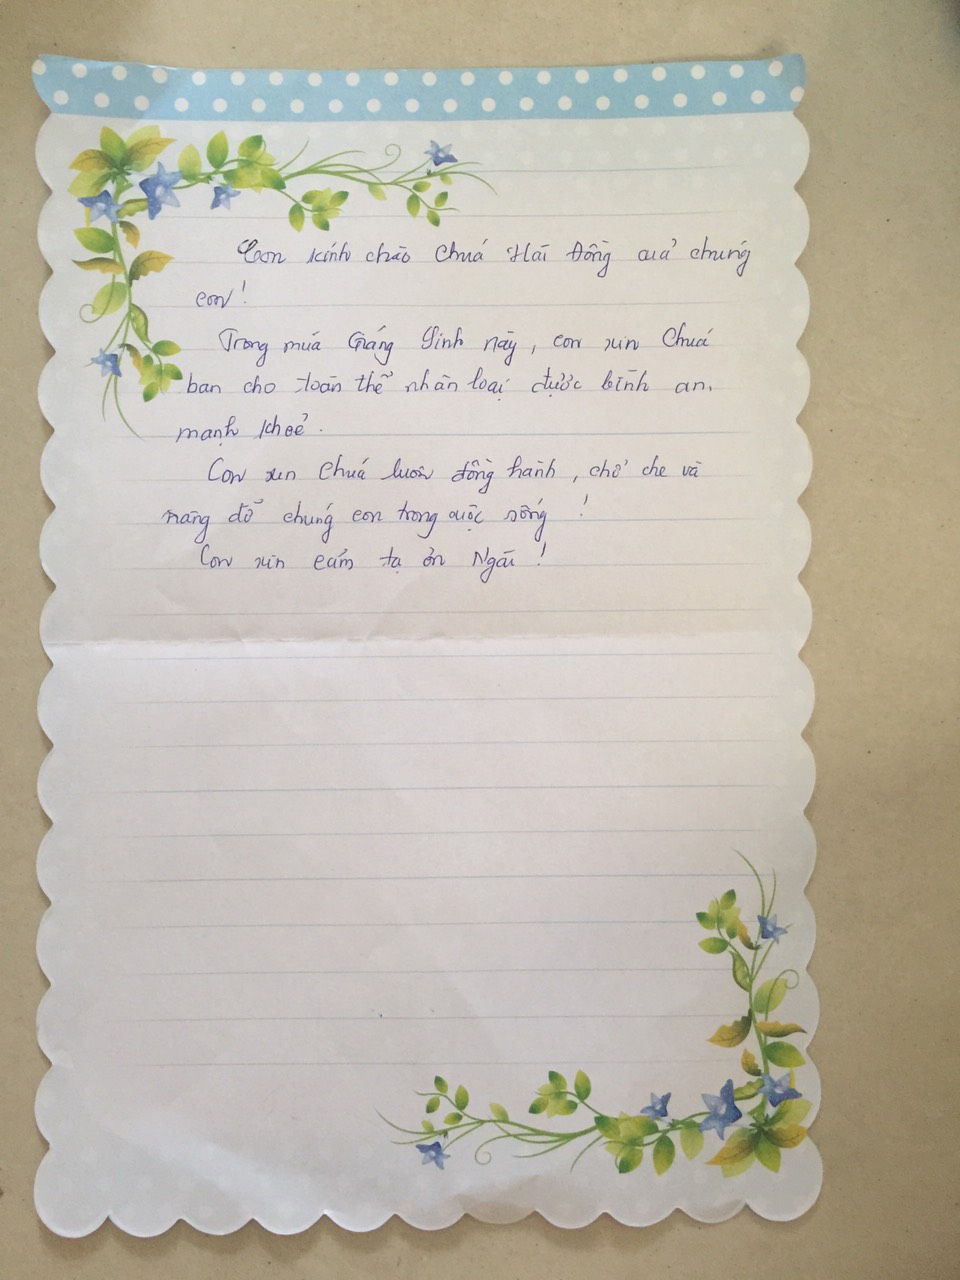 Con kính chào Chúa Hài Đồng của chúng
con!
Trong mùa Giáng Sinh này, con xin Chúa
ban cho toàn thể nhân loại được bình an,
mạnh khoẻ.
Con xin Chúa luôn đồng hành, chở che và
nâng đỡ chúng con trong cuộc sống!
Con xin cảm tạ ơn Ngài!